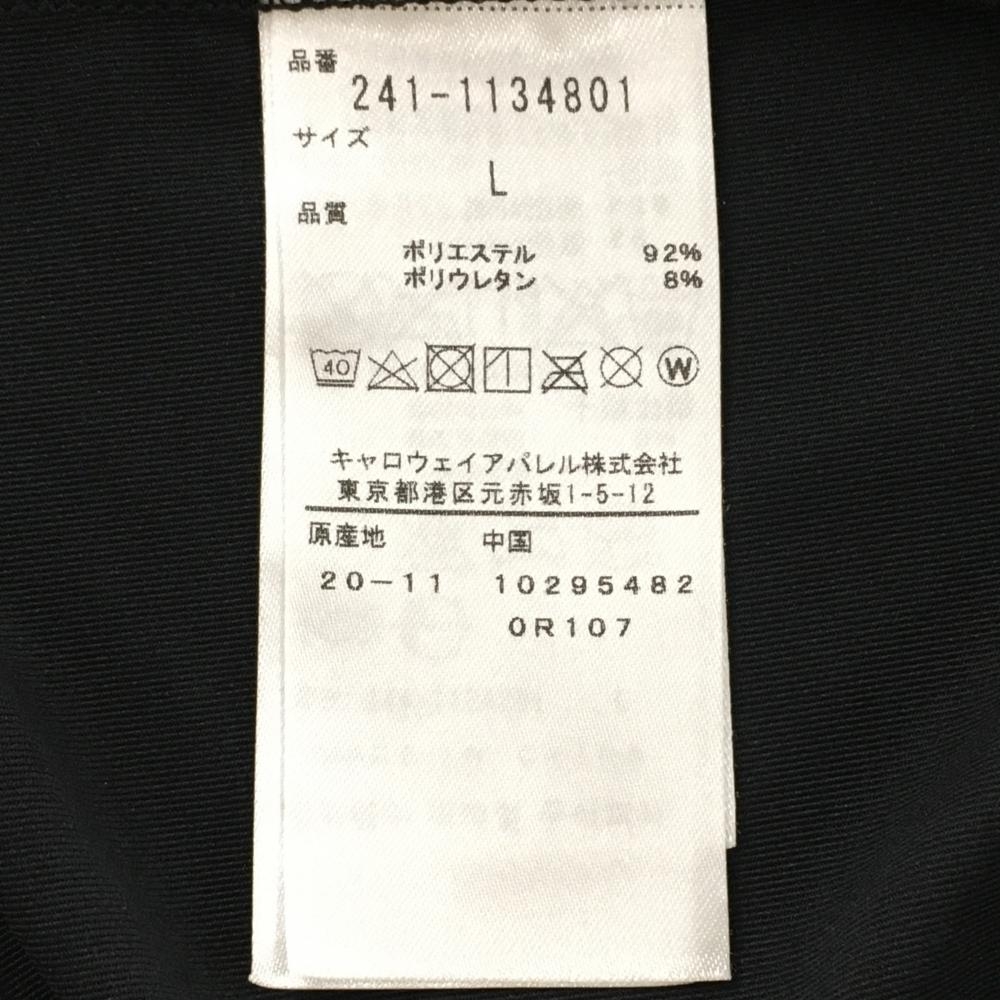 品番
241-1134801
サイズ
L
品質
ポリエステル 92%
ポリウレタン 8%
40 W
キャロウェイアパレル株式会社
東京都港区元赤坂1-5-12
原産地 中国
20-11 10295482
0R107